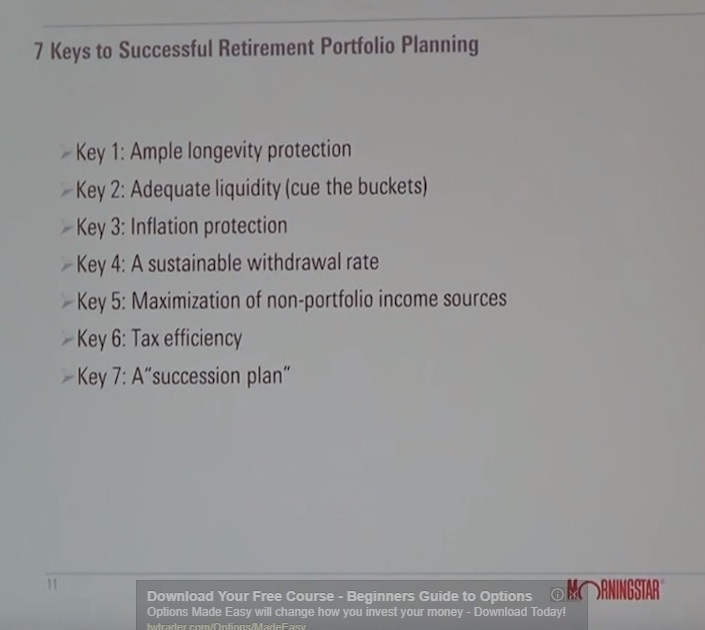 7 Keys to Successful Retirement Portfolio Planning
Key 1: Ample longevity protection
Key 2: Adequate liquidity (cue the buckets)
Key 3: Inflation protection
Key 4: A sustainable withdrawal rate
Key 5: Maximization of non-portfolio income sources
Key 6: Tax efficiency
Key 7: A“succession plan”
11
MORNINGSTAR®
Download Your Free Course - Beginners Guide to Options
Options Made Easy will change how you invest your money - Download Today!
fwtrader.com/OptionsMadeEasy